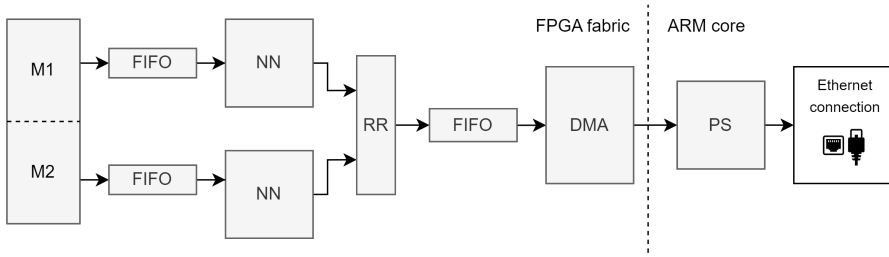 FPGA fabric
ARM core
M1
FIFO
NN
M2
FIFO
NN
RR
FIFO
DMA
PS
Ethernet
connection